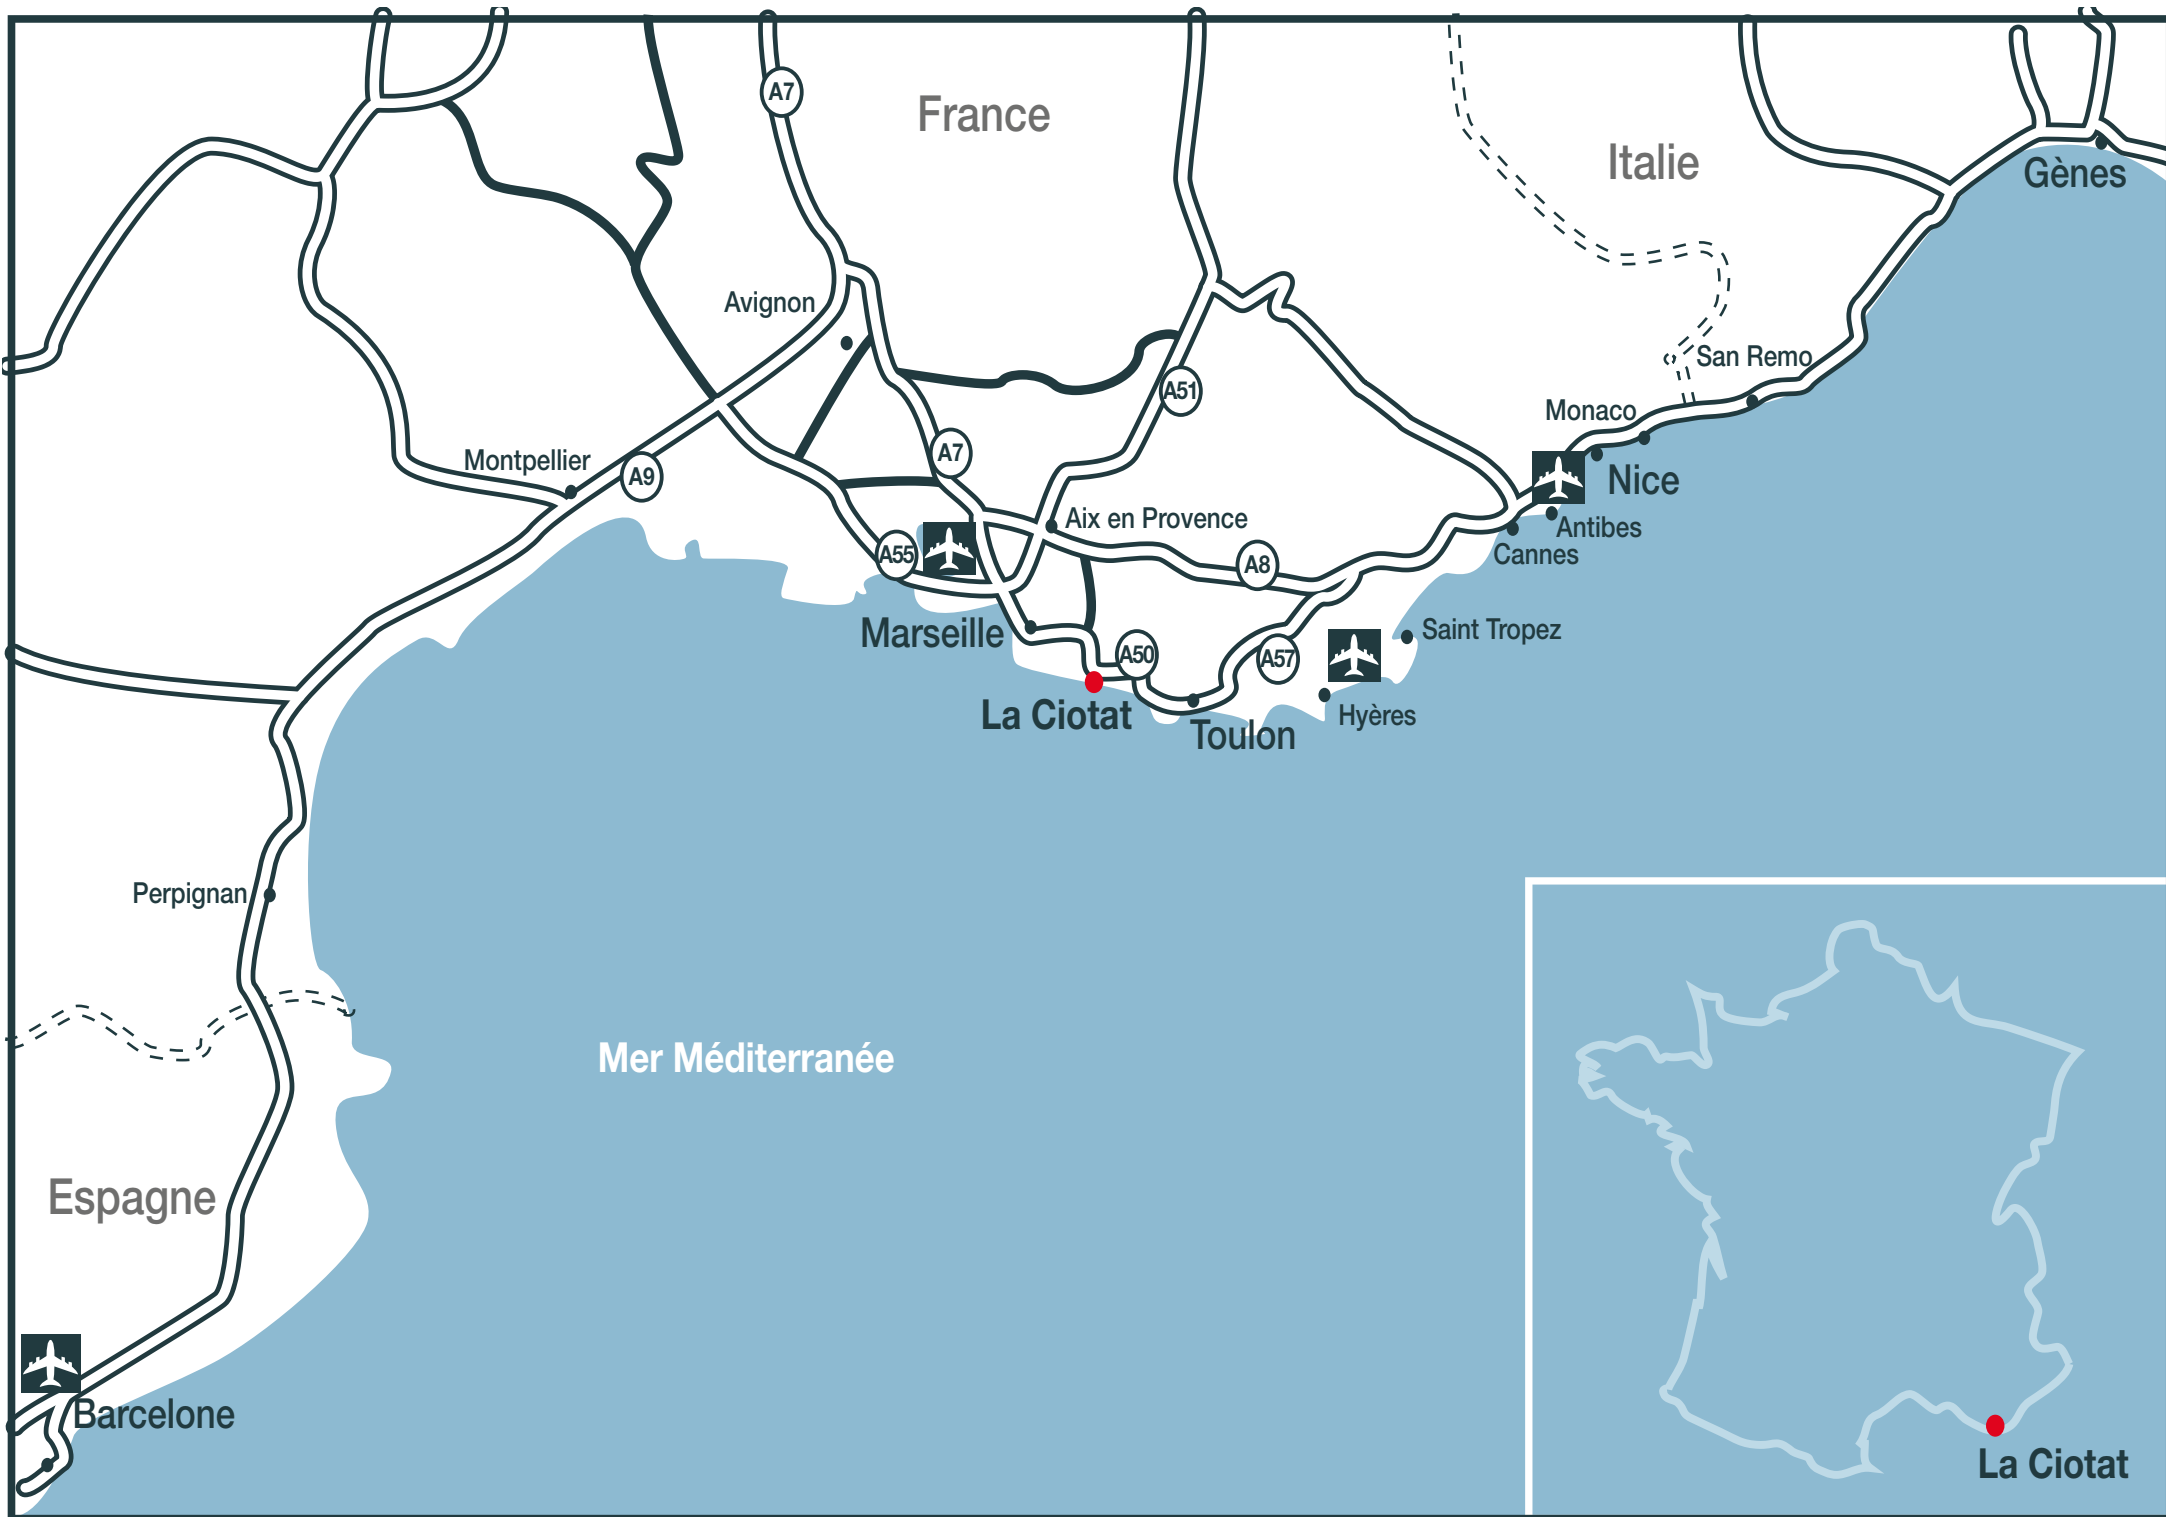 A7
France
Italie
Gènes
Avignon
San Remo
A51
Monaco
Montpellier
A9
A7
Nice
Aix en Provence
Antibes
A55
A8
Cannes
Marseille
Saint Tropez
A50
A57
La Ciotat
Hyères
Toulon
Perpignan
Mer Méditerranée
Espagne
Barcelone
La Ciotat